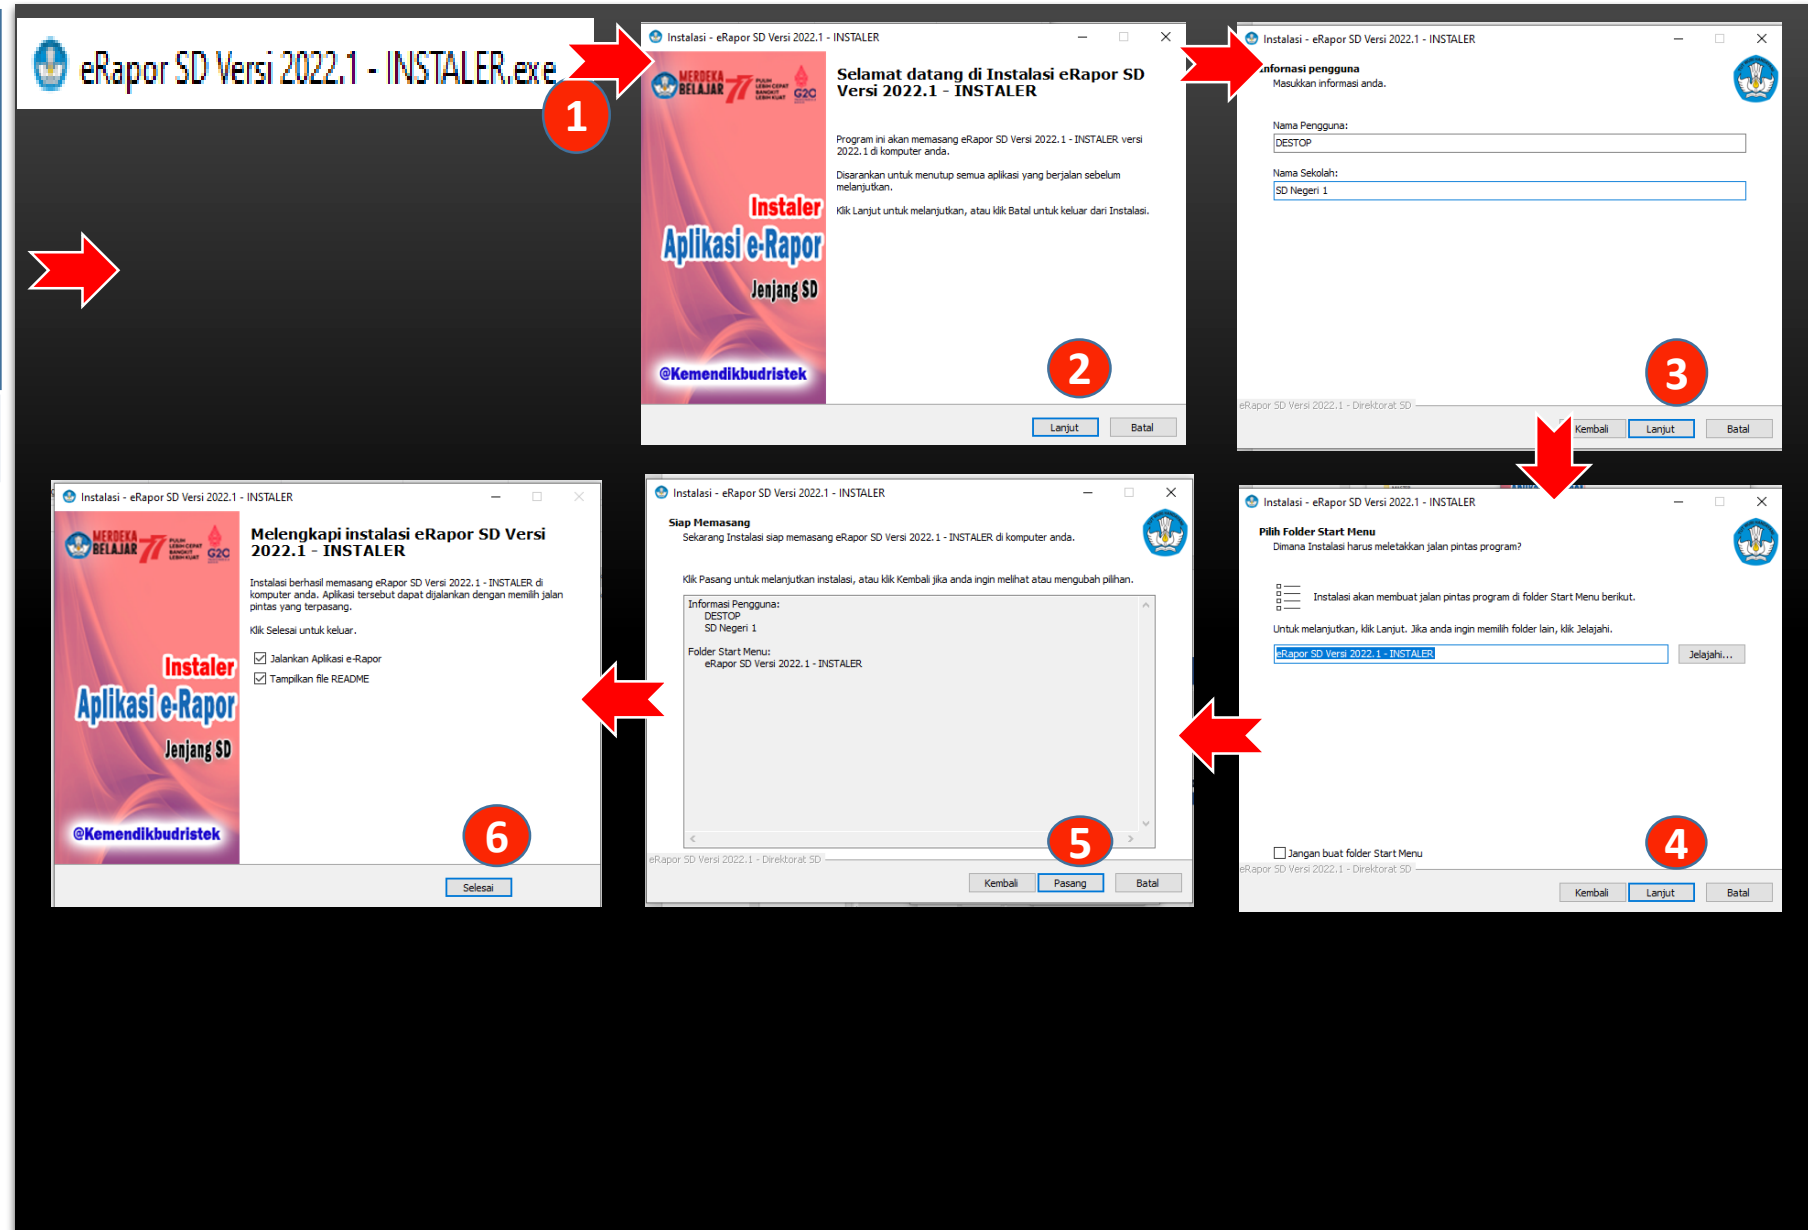 eRapor SD Versi 2022.1 - INSTALER.exe
1
Instalasi - eRapor SD Versi 2022.1 - INSTALER
MERDEKA
BELAJAR
77
PULIH
LEBIH CEPAT
BANGKIT
LEBIH KUAT
G20
Selamat datang di Instalasi eRapor SD
Versi 2022.1 - INSTALER
Program ini akan memasang eRapor SD Versi 2022.1 - INSTALER versi
2022.1 di komputer anda.
Disarankan untuk menutup semua aplikasi yang berjalan sebelum
melanjutkan.
Klik Lanjut untuk melanjutkan, atau klik Batal untuk keluar dari Instalasi.
Instaler
Aplikasi e-Rapor
Jenjang SD
@Kemendikbudristek
2
Lanjut
Batal
Instalasi - eRapor SD Versi 2022.1 - INSTALER
Infornasi pengguna
Masukkan informasi anda.
Nama Pengguna:
DESTOP
Nama Sekolah:
SD Negeri 1
3
eRapor SD Versi 2022.1 - Direktorat SD
Kembali
Lanjut
Batal
Instalasi - eRapor SD Versi 2022.1 - INSTALER
Pilih Folder Start Menu
Dimana Instalasi harus meletakkan jalan pintas program?
Instalasi akan membuat jalan pintas program di folder Start Menu berikut.
Untuk melanjutkan, klik Lanjut. Jika anda ingin memilih folder lain, klik Jelajahi.
eRapor SD Versi 2022.1 - INSTALER
Jelajahi...
Jangan buat folder Start Menu
4
eRapor SD Versi 2022.1 - Direktorat SD
Kembali
Lanjut
Batal
Instalasi - eRapor SD Versi 2022.1 - INSTALER
Siap Memasang
Sekarang Instalasi siap memasang eRapor SD Versi 2022.1 - INSTALER di komputer anda.
Klik Pasang untuk melanjutkan instalasi, atau klik Kembali jika anda ingin melihat atau mengubah pilihan.
Informasi Pengguna:
DESTOP
SD Negeri 1
Folder Start Menu:
eRapor SD Versi 2022.1 - INSTALER
5
eRapor SD Versi 2022.1 - Direktorat SD
Kembali
Pasang
Batal
Instalasi - eRapor SD Versi 2022.1 - INSTALER
MERDEKA
BELAJAR
77
PULIH
LEBIH CEPAT
BANGKIT
LEBIH KUAT
G20
Melengkapi instalasi eRapor SD Versi
2022.1 - INSTALER
Instalasi berhasil memasang eRapor SD Versi 2022.1 - INSTALER di
komputer anda. Aplikasi tersebut dapat dijalankan dengan memilih jalan
pintas yang terpasang.
Klik Selesai untuk keluar.
Jalankan Aplikasi e-Rapor
Tampilkan file README
Instaler
Aplikasi e-Rapor
Jenjang SD
@Kemendikbudristek
6
Selesai